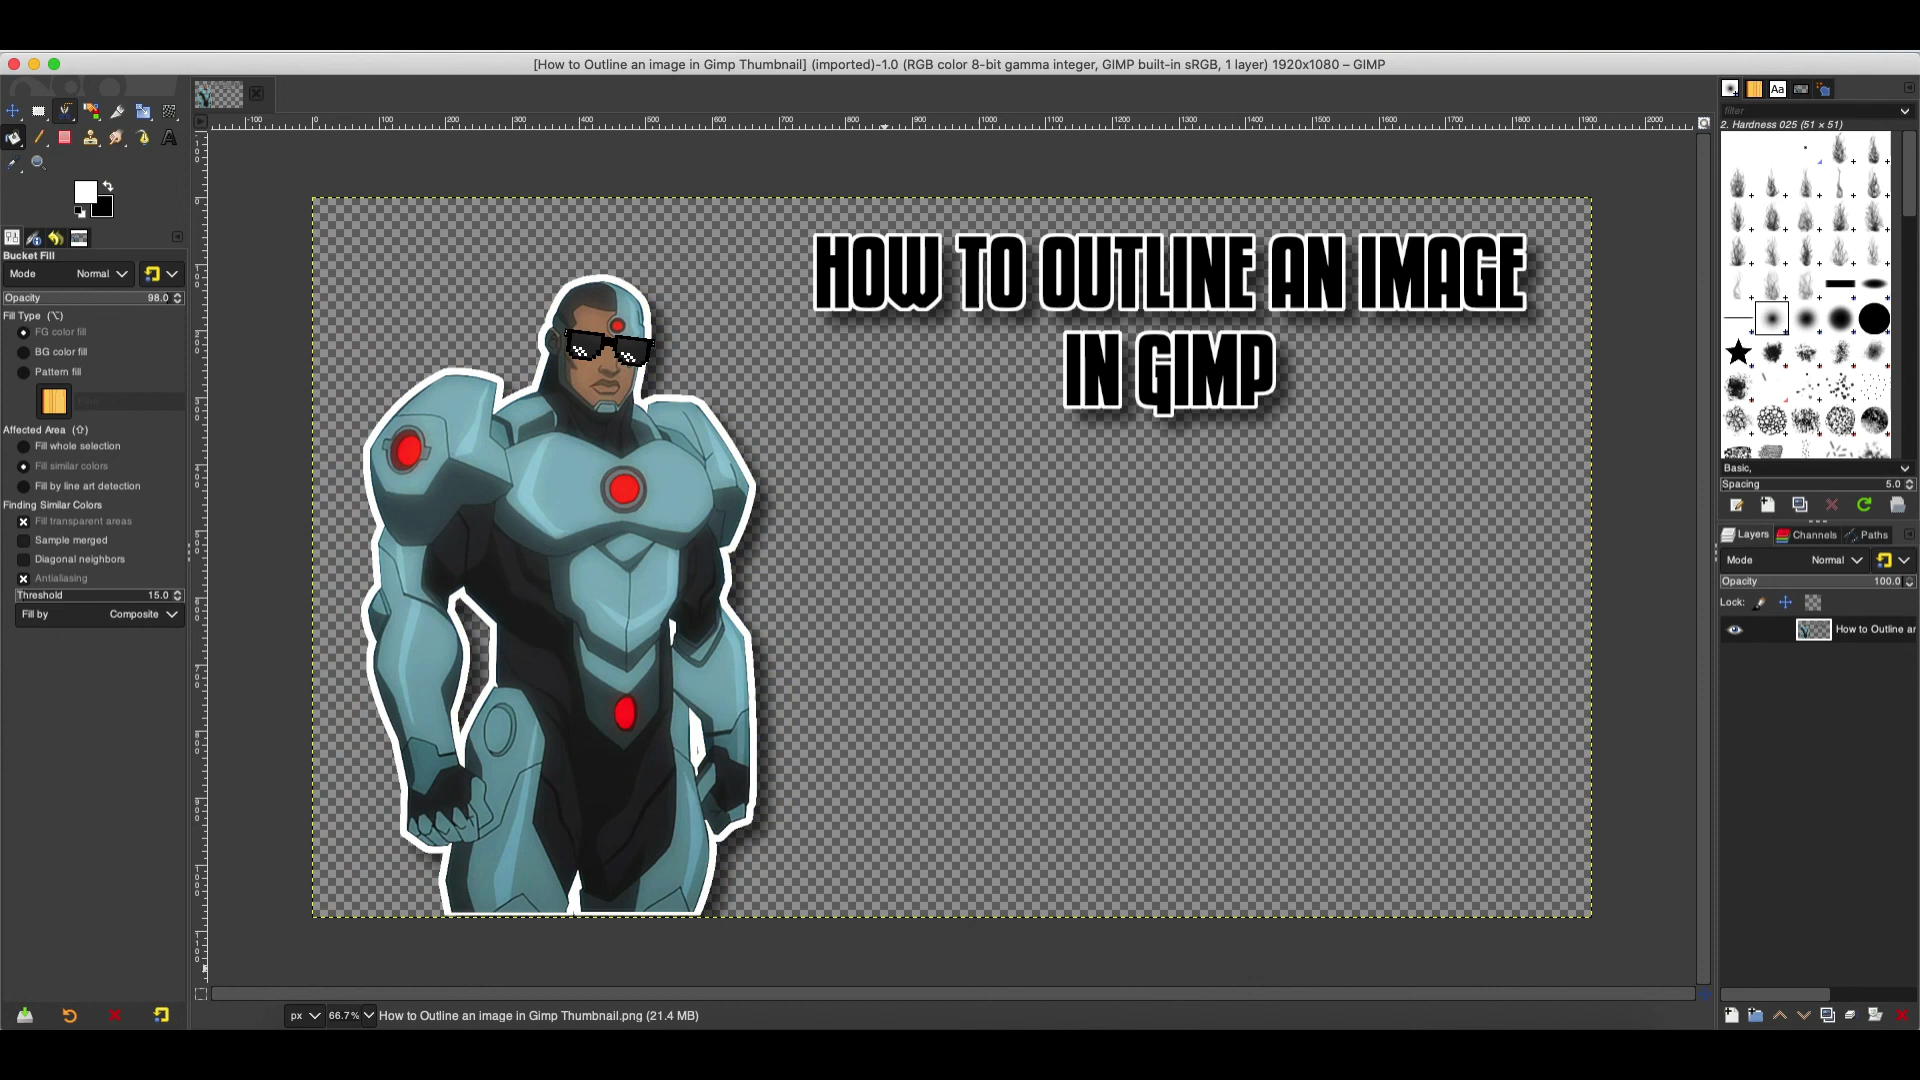 [How to Outline an image in Gimp Thumbnail] (imported)-1.0 (RGB color 8-bit gamma integer, GIMP built-in sRGB, 1 layer) 1920x1080 – GIMP
Aa
filter
2. Hardness 025 (51 × 51)
HOW TO OUTLINE AN IMAGE
IN GIMP
Bucket Fill
Mode Normal
Opacity 98.0
Fill Type (⌥)
FG color fill
BG color fill
Pattern fill
Affected Area (⇧)
Fill whole selection
Fill similar colors
Fill by line art detection
Finding Similar Colors
Fill transparent areas
Sample merged
Diagonal neighbors
Antialiasing
Threshold 15.0
Fill by Composite
Basic,
Spacing 5.0
Layers Channels Paths
Mode Normal
Opacity 100.0
Lock:
How to Outline ar
px 66.7% How to Outline an image in Gimp Thumbnail.png (21.4 MB)